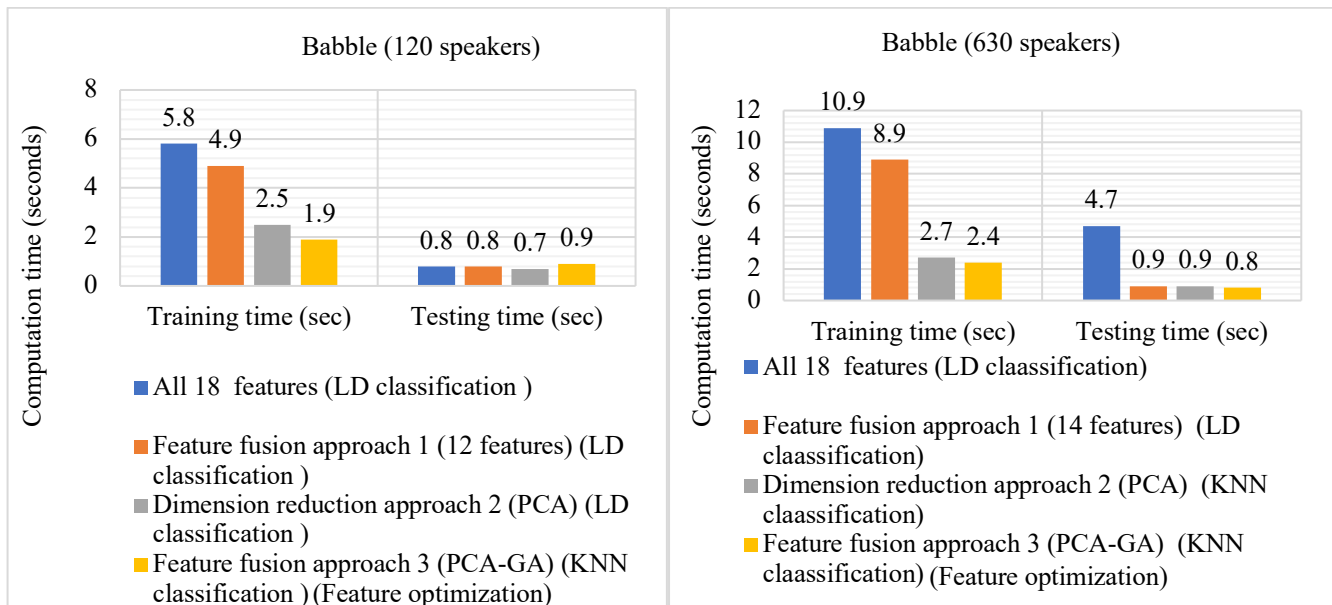 Babble (120 speakers)
Computation time (seconds)
8
6
4
2
0
5.8
4.9
2.5
1.9
0.8
0.8
0.7
0.9
Training time (sec)
Testing time (sec)
All 18 features (LD classification )
Feature fusion approach 1 (12 features) (LD
classification )
Dimension reduction approach 2 (PCA) (LD
classification )
Feature fusion approach 3 (PCA-GA) (KNN
classification ) (Feature optimization)
Babble (630 speakers)
Computation time (seconds)
12
10
8
6
4
2
0
10.9
8.9
2.7
2.4
4.7
0.9
0.9
0.8
Training time (sec)
Testing time (sec)
All 18 features (LD claassification)
Feature fusion approach 1 (14 features) (LD
claassification)
Dimension reduction approach 2 (PCA) (KNN
claassification)
Feature fusion approach 3 (PCA-GA) (KNN
classification) (Feature optimization)